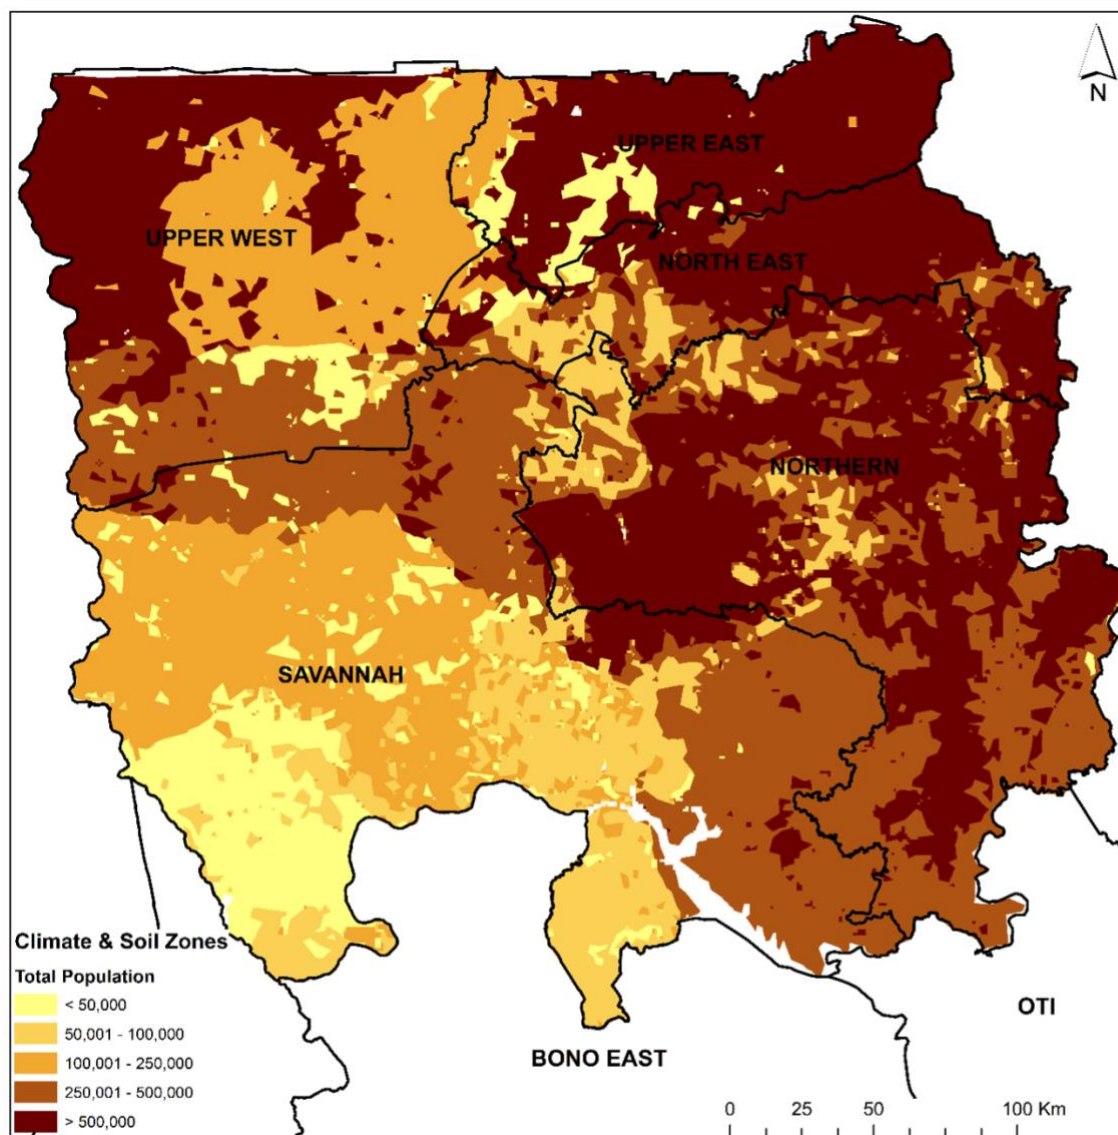 N
UPPER EAST
UPPER WEST
NORTH EAST
NORTHERN
SAVANNAH
Climate & Soil Zones
Total Population
< 50,000
50,001 - 100,000
100,001 - 250,000
250,001 - 500,000
> 500,000
OTI
BONO EAST
0 25 50 100 Km